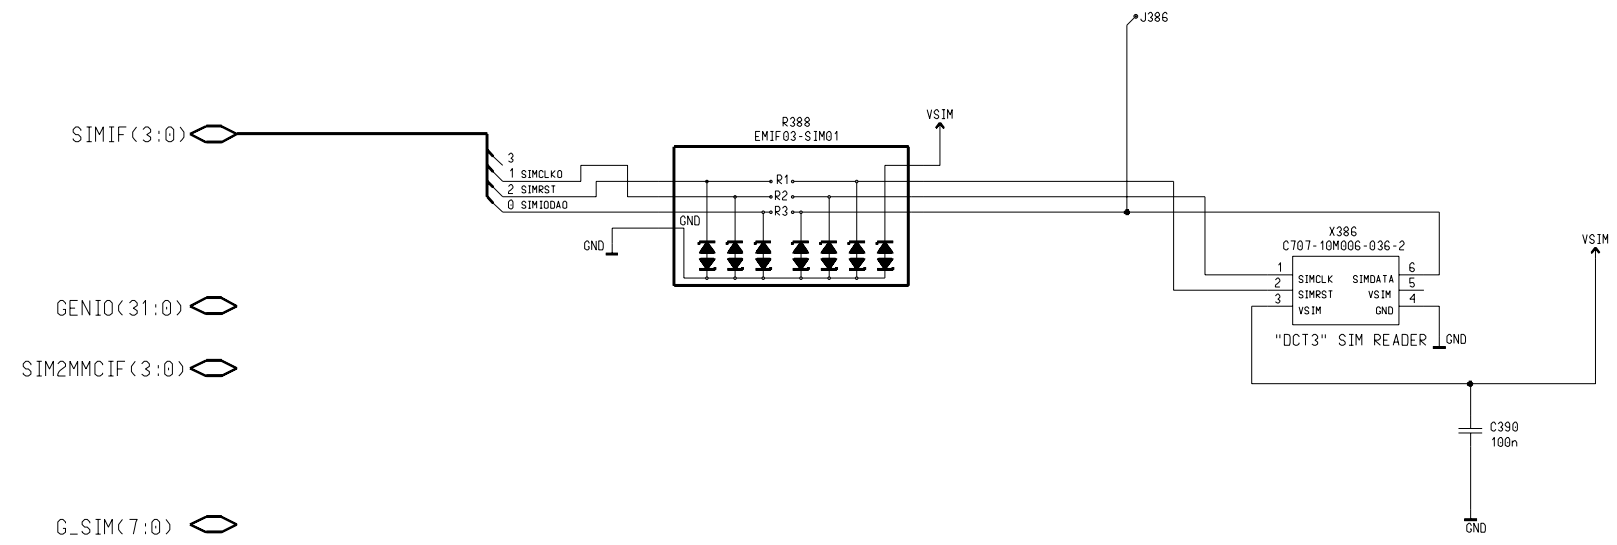 J386
VSIM
R388
EMIF03-SIM01
SIMIF(3:0)
3
1 SIMCLKO
2 SIMRST
0 SIMIODAO
R1
R2
R3
GND
GND
X386
C707-10M006-036-2
VSIM
1 SIMCLK SIMDATA 6
2 SIMRST VSIM 5
3 VSIM GND 4
"DCT3" SIM READER
GND
GENIO(31:0)
SIM2MMCIF(3:0)
C390
100n
G_SIM(7:0)
GND